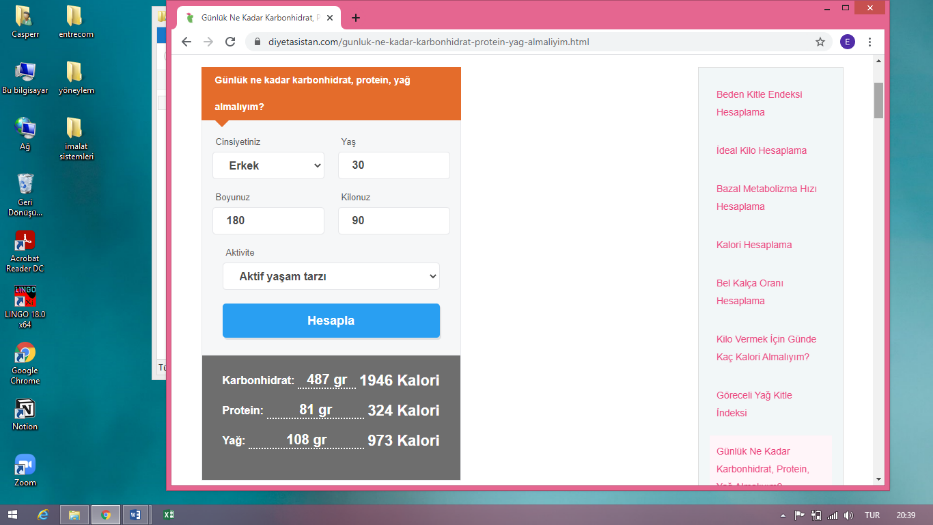 Casperr
entrecom
Bu bilgisayar
yöneylem
Ağ
imalat
sistemleri
Geri
Dönüşü...
Acrobat
Reader DC
LINGO
LINGO 18.0
x64
Google
Chrome
Notion
Zoom
Günlük Ne Kadar Karbonhidrat, P
diyetasistan.com/gunluk-ne-kadar-karbonhidrat-protein-yag-almaliyim.html
E
Günlük ne kadar karbonhidrat, protein, yağ
almalıyım?
Cinsiyetiniz
Yaş
Erkek
30
Boyunuz
Kilonuz
180
90
Aktivite
Aktif yaşam tarzı
Hesapla
Karbonhidrat: 487 gr 1946 Kalori
Protein: 81 gr 324 Kalori
Yağ: 108 gr 973 Kalori
Beden Kitle Endeksi
Hesaplama
İdeal Kilo Hesaplama
Bazal Metabolizma Hızı
Hesaplama
Kalori Hesaplama
Bel Kalça Oranı
Hesaplama
Kilo Vermek İçin Günde
Kaç Kalori Almalıyım?
Göreceli Yağ Kitle
İndeksi
Günlük Ne Kadar
Karbonhidrat, Protein,
Yağ Almalıyım?
Tü
TUR
20:39